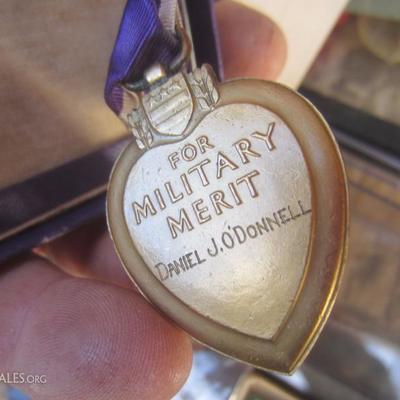 FOR
MILITARY
MERIT
DANIEL J. O'DONNELL
ALES.ORG